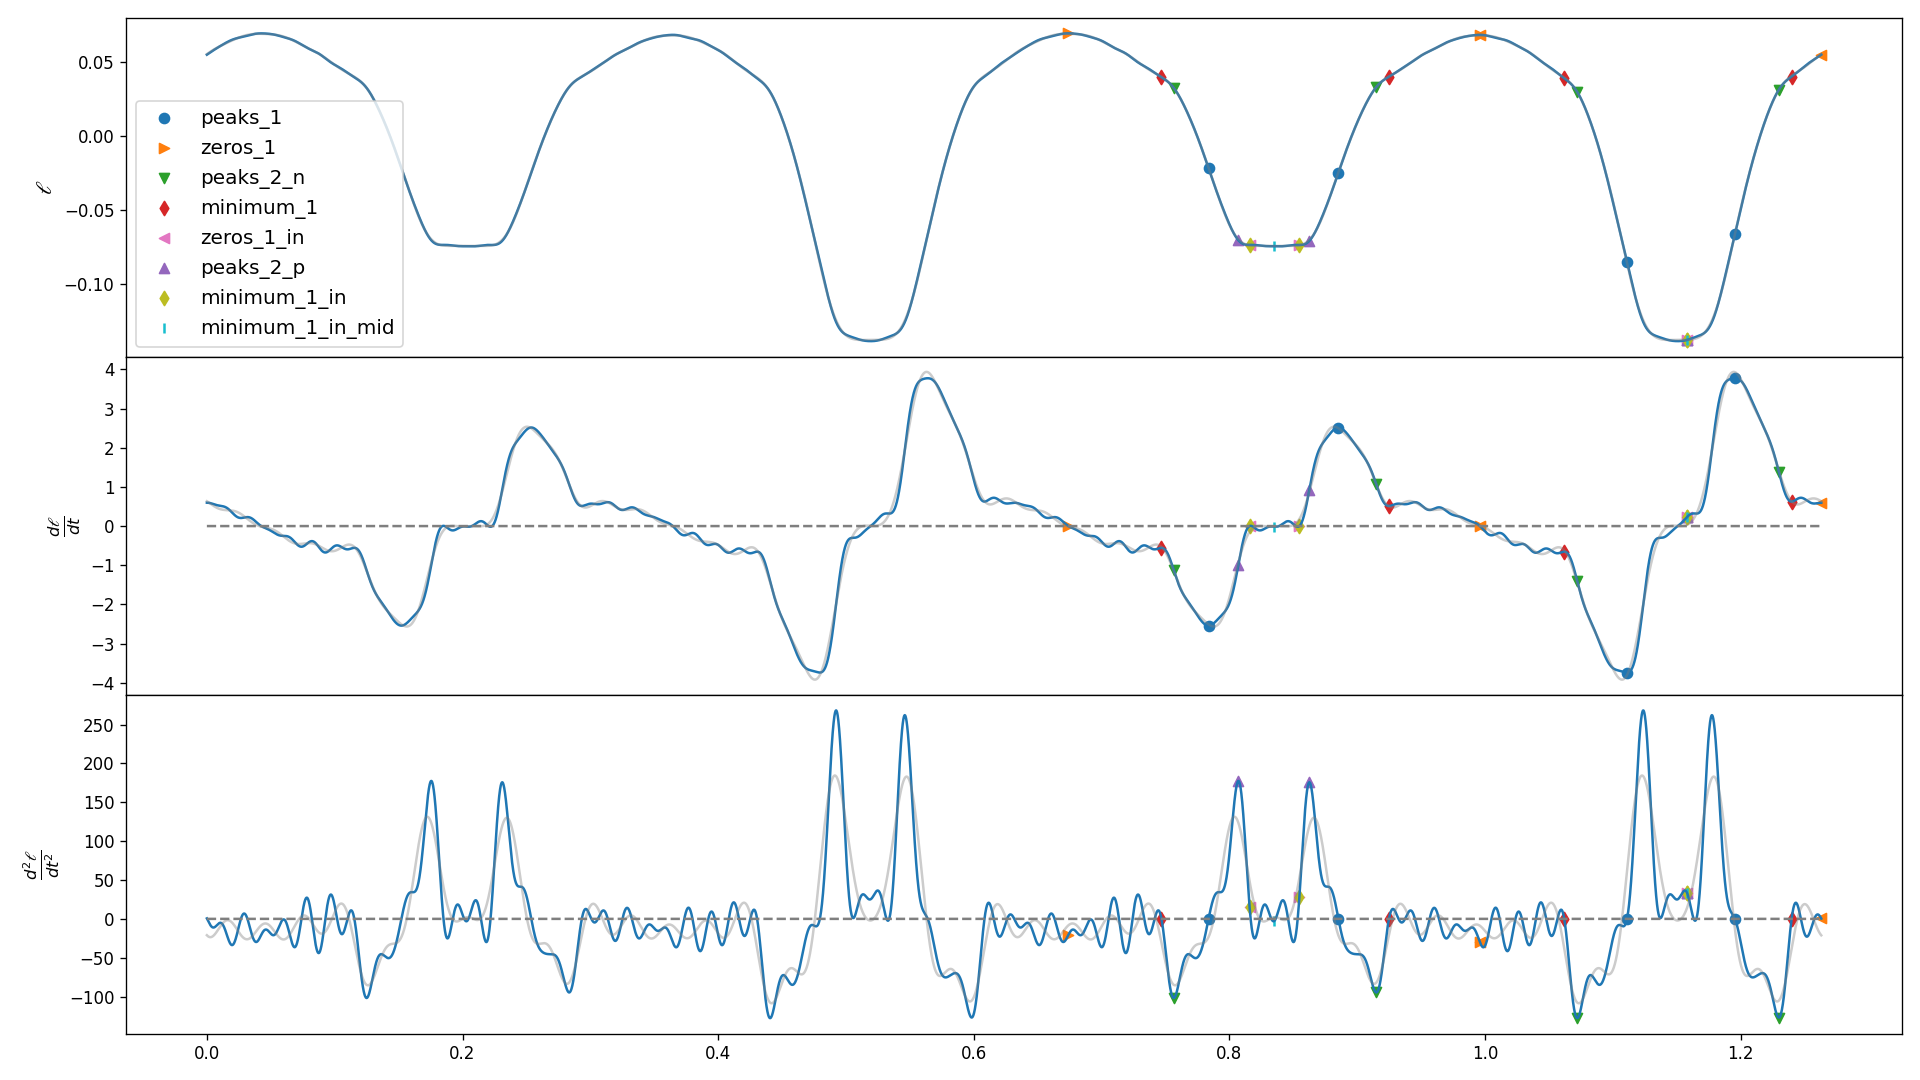 0.05
0.00
−0.05
−0.10
ℓ
peaks_1
zeros_1
peaks_2_n
minimum_1
zeros_1_in
peaks_2_p
minimum_1_in
minimum_1_in_mid
4
3
2
1
0
−1
−2
−3
−4
dℓ
dt
250
200
150
100
50
0
−50
−100
d²ℓ
dt²
0.0 0.2 0.4 0.6 0.8 1.0 1.2